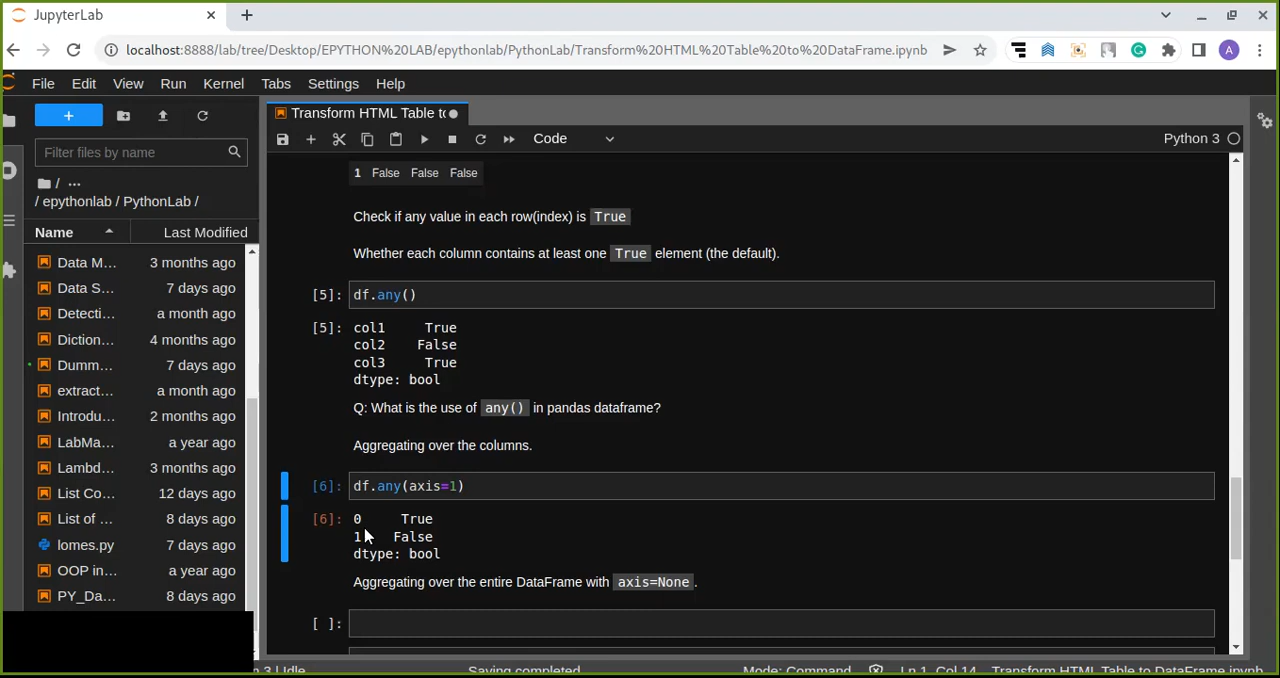 JupyterLab
localhost:8888/lab/tree/Desktop/EPYTHON%20LAB/epythonlab/PythonLab/Transform%20HTML%20Table%20to%20DataFrame.ipynb
A
File Edit View Run Kernel Tabs Settings Help
Transform HTML Table to
Filter files by name
Code
Python 3
/ ...
/ epythonlab / PythonLab /
Name Last Modified
Data M... 3 months ago
Data S... 7 days ago
Detecti... a month ago
Diction... 4 months ago
Dumm... 7 days ago
extract... a month ago
Introdu... 2 months ago
LabMa... a year ago
Lambd... 3 months ago
List Co... 12 days ago
List of ... 8 days ago
lomes.py 7 days ago
OOP in... a year ago
PY_Da... 8 days ago
1 False False False
Check if any value in each row(index) is True
Whether each column contains at least one True element (the default).
[5]: df.any()
[5]: col1 True
col2 False
col3 True
dtype: bool
Q: What is the use of any() in pandas dataframe?
Aggregating over the columns.
[6]: df.any(axis=1)
[6]: 0 True
1 False
dtype: bool
Aggregating over the entire DataFrame with axis=None.
[ ]:
3 | Idle Saving completed Mode: Command Ln 1, Col 14 Transform HTML Table to DataFrame.ipynb